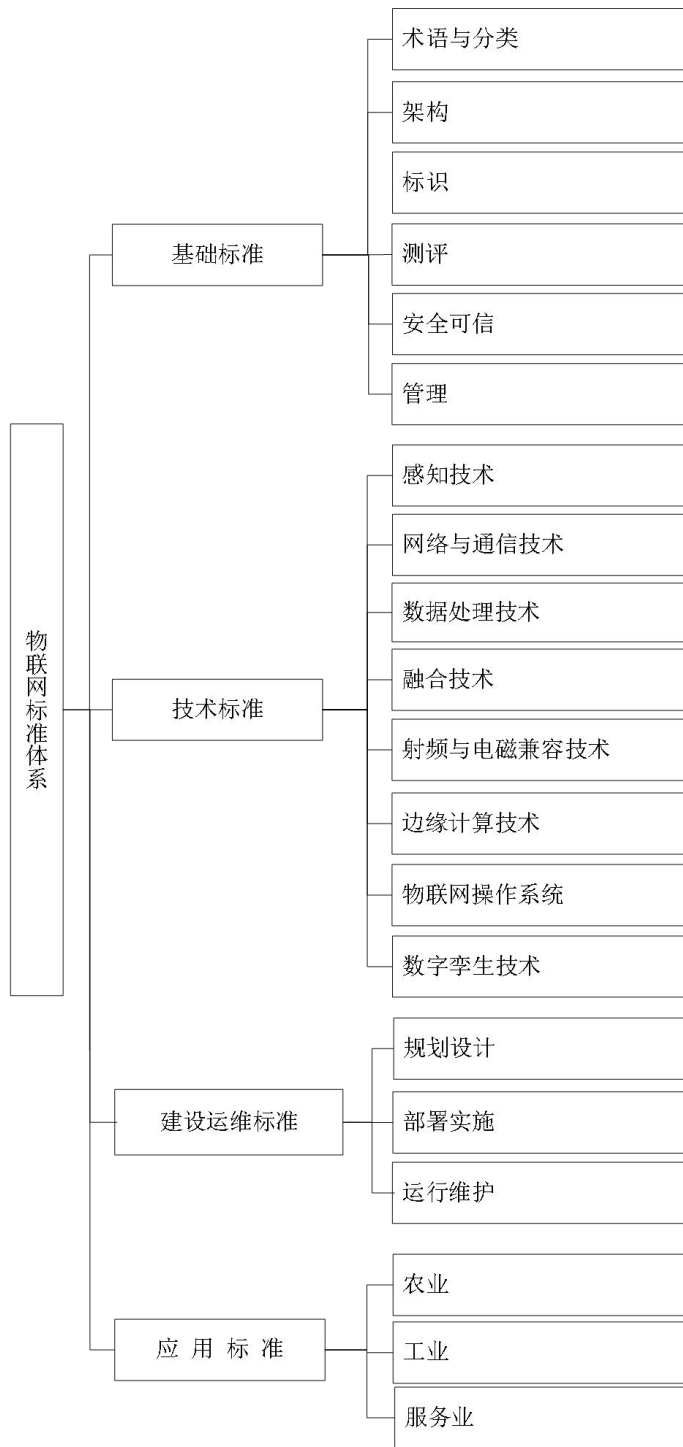 物联网标准体系
基础标准
术语与分类
架构
标识
测评
安全可信
管理
技术标准
感知技术
网络与通信技术
数据处理技术
融合技术
射频与电磁兼容技术
边缘计算技术
物联网操作系统
数字孪生技术
建设运维标准
规划设计
部署实施
运行维护
应 用 标 准
农业
工业
服务业